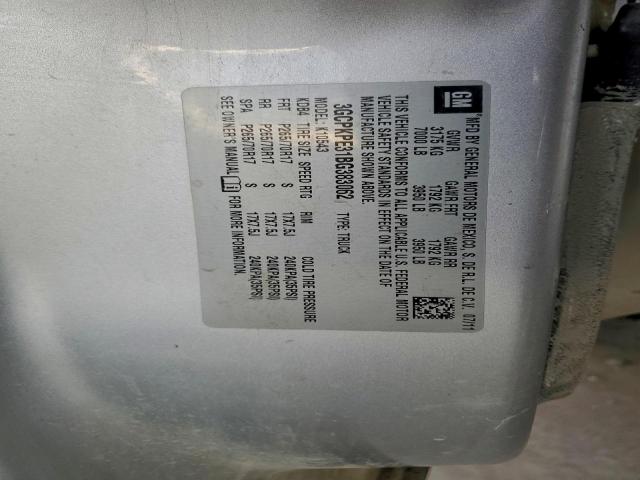 GM
MFD BY GENERAL MOTORS DE MEXICO, S. DE R.L. DE C.V. 07/11
GVWR GAWR FRT GAWR RR
3175 KG 1792 KG 1792 KG
7000 LB 3950 LB 3950 LB
THIS VEHICLE CONFORMS TO ALL APPLICABLE U.S. FEDERAL MOTOR
VEHICLE SAFETY STANDARDS IN EFFECT ON THE DATE OF
MANUFACTURE SHOWN ABOVE.
3GCPKPE31BG383062 TYPE: TRUCK
MODEL: K10543
KDB4 TIRE SIZE SPEED RTG RIM COLD TIRE PRESSURE
FRT P265/70R17 S 17X7.5J 240KPA(35PSI)
RR P265/70R17 S 17X7.5J 240KPA(35PSI)
SPA P265/70R17 S 17X7.5J 240KPA(35PSI)
SEE OWNER'S MANUAL FOR MORE INFORMATION.